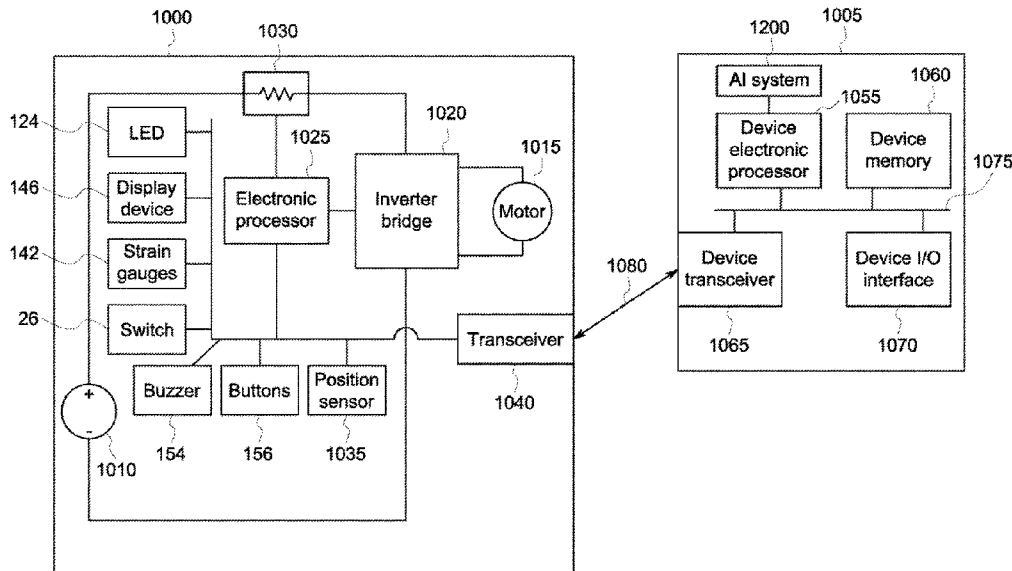 1000
1030
1005
1200
AI system
1055
1060
124
LED
1025
1020
1015
Device
electronic
processor
Device
memory
1075
146
Display
device
Electronic
processor
Inverter
bridge
Motor
142
Strain
gauges
1080
Device
transceiver
Device I/O
interface
26
Switch
Transceiver
1065
1070
Buzzer
Buttons
Position
sensor
1040
+
-
1010
154
156
1035